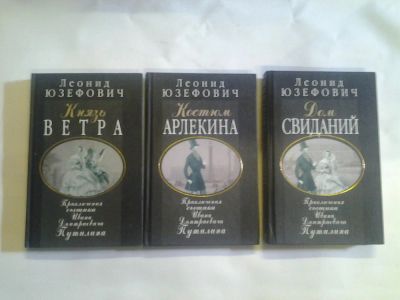 Леонид
ЮЗЕФОВИЧ
Князь
ВЕТРА
Приключения
сыщика
Ивана
Дмитриевича
Путилина
Леонид
ЮЗЕФОВИЧ
Костюм
АРЛЕКИНА
Приключения
сыщика
Ивана
Дмитриевича
Путилина
Леонид
ЮЗЕФОВИЧ
Дом
СВИДАНИЙ
Приключения
сыщика
Ивана
Дмитриевича
Путилина